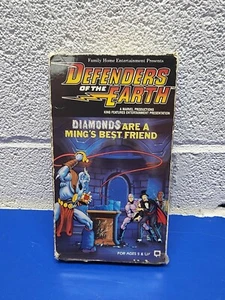 Family Home Entertainment Presents
DEFENDERS
OF THE
EARTH
A MARVEL PRODUCTIONS
KING FEATURES ENTERTAINMENT PRESENTATION
DIAMONDS ARE A
MING'S BEST FRIEND
FOR AGES 5 & UP